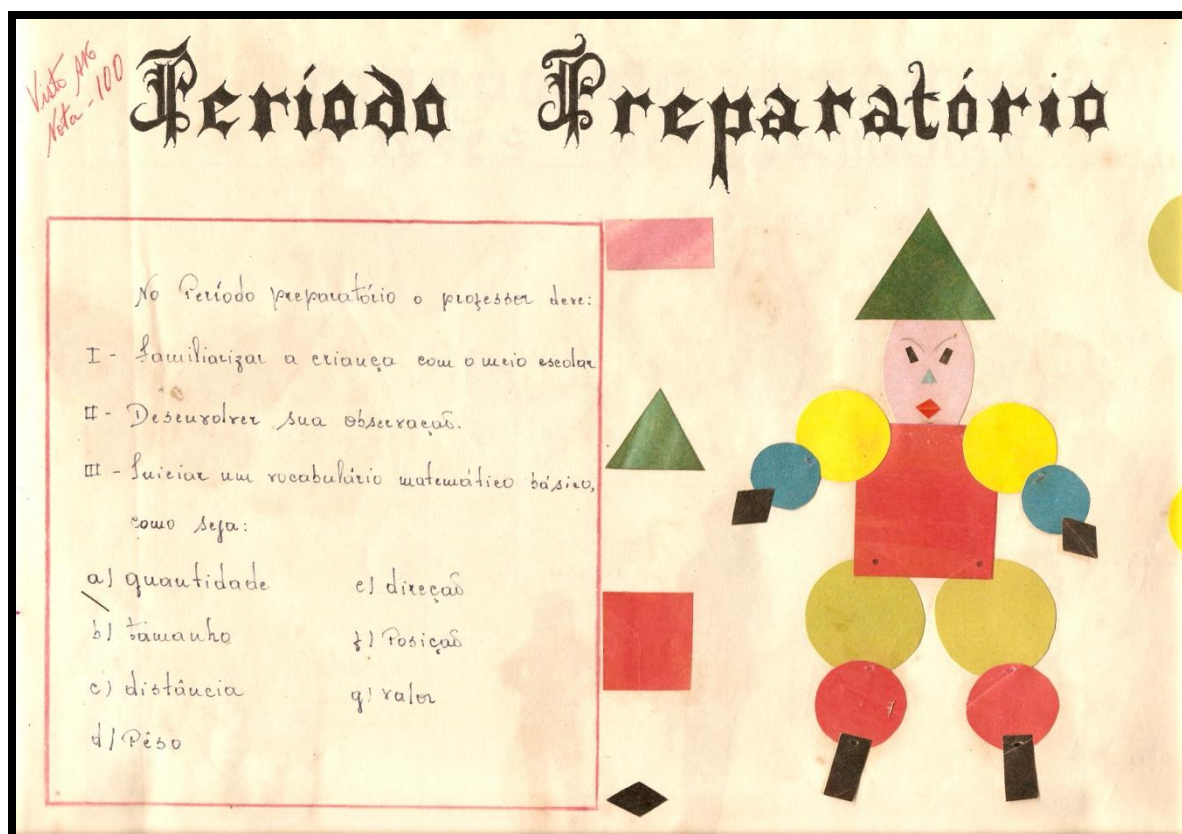 Visto
Nota - 100
Período Preparatório
No Período preparatório o professor deve:
I - Familiarizar a criança com o meio escolar
II - Desenvolver sua observação.
III - Iniciar um vocabulário matemático básico,
como seja:
a) quantidade
b) tamanho
c) distância
d) Pêso
e) direção
f) Posição
g) valor